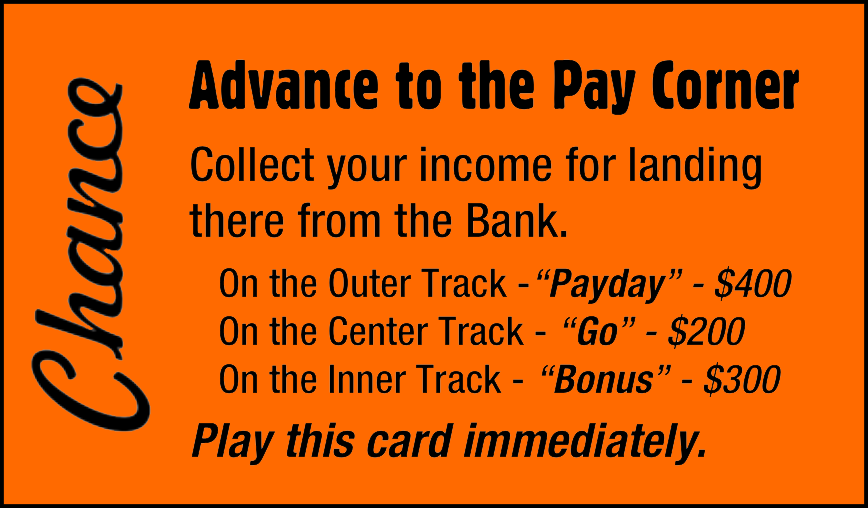 Chance
Advance to the Pay Corner
Collect your income for landing
there from the Bank.
On the Outer Track -“Payday” - $400
On the Center Track - “Go” - $200
On the Inner Track - “Bonus” - $300
Play this card immediately.